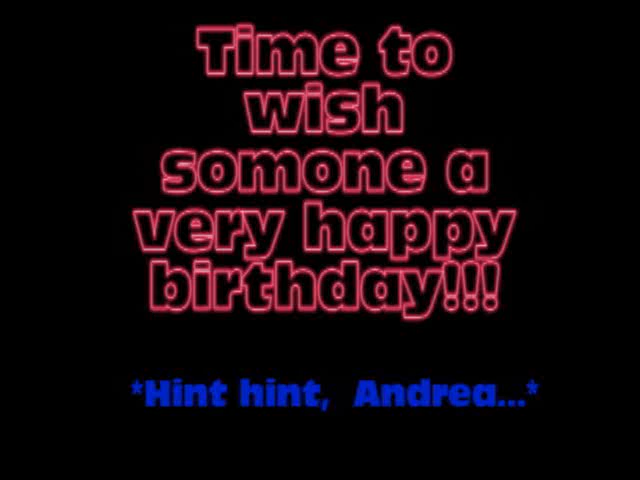 Time to
wish
somone a
very happy
birthday!!!
*Hint hint, Andrea...*